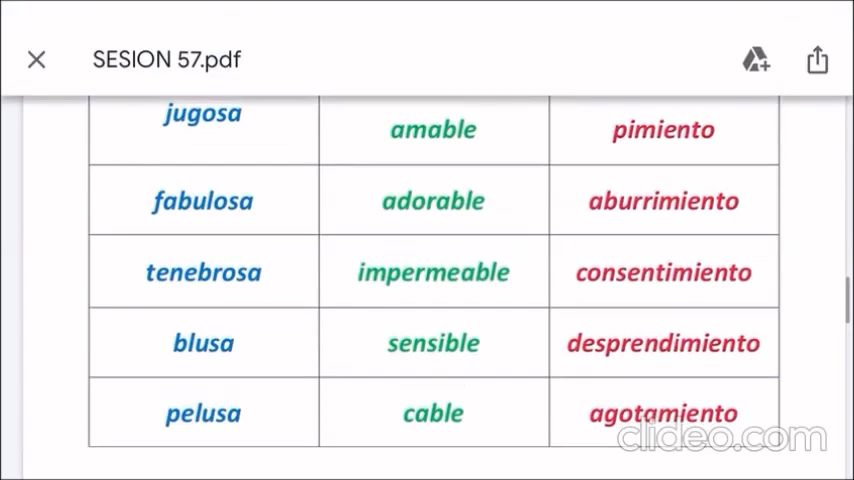 SESION 57.pdf
jugosa amable pimiento
fabulosa adorable aburrimiento
tenebrosa impermeable consentimiento
blusa sensible desprendimiento
pelusa cable agotamiento
clideo.com